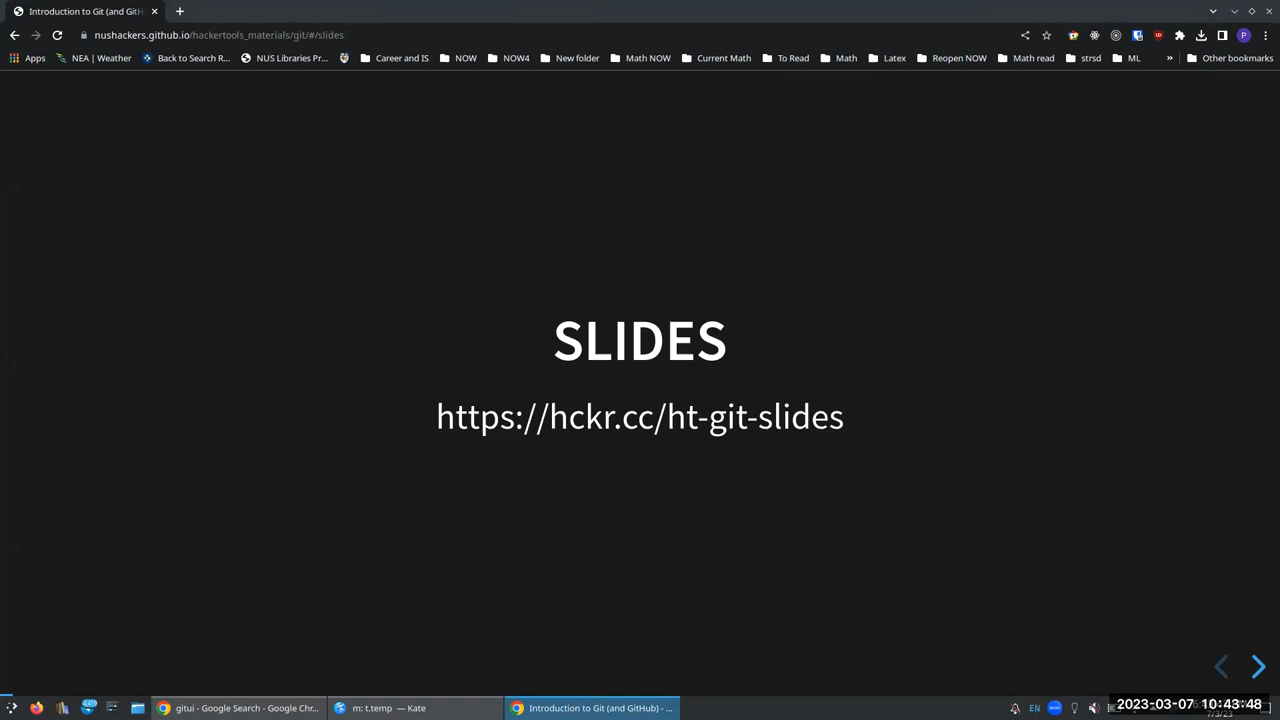 Introduction to Git (and GitH
nushackers.github.io/hackertools_materials/git/#/slides
Apps NEA | Weather Back to Search R... NUS Libraries Pr... Career and IS NOW NOW4 New folder Math NOW Current Math To Read Math Latex Reopen NOW Math read strsd ML » Other bookmarks
SLIDES
https://hckr.cc/ht-git-slides
gitui - Google Search - Google Chr... m: t.temp — Kate Introduction to Git (and GitHub) - ... EN
2023-03-07 10:43:48
7/3/23